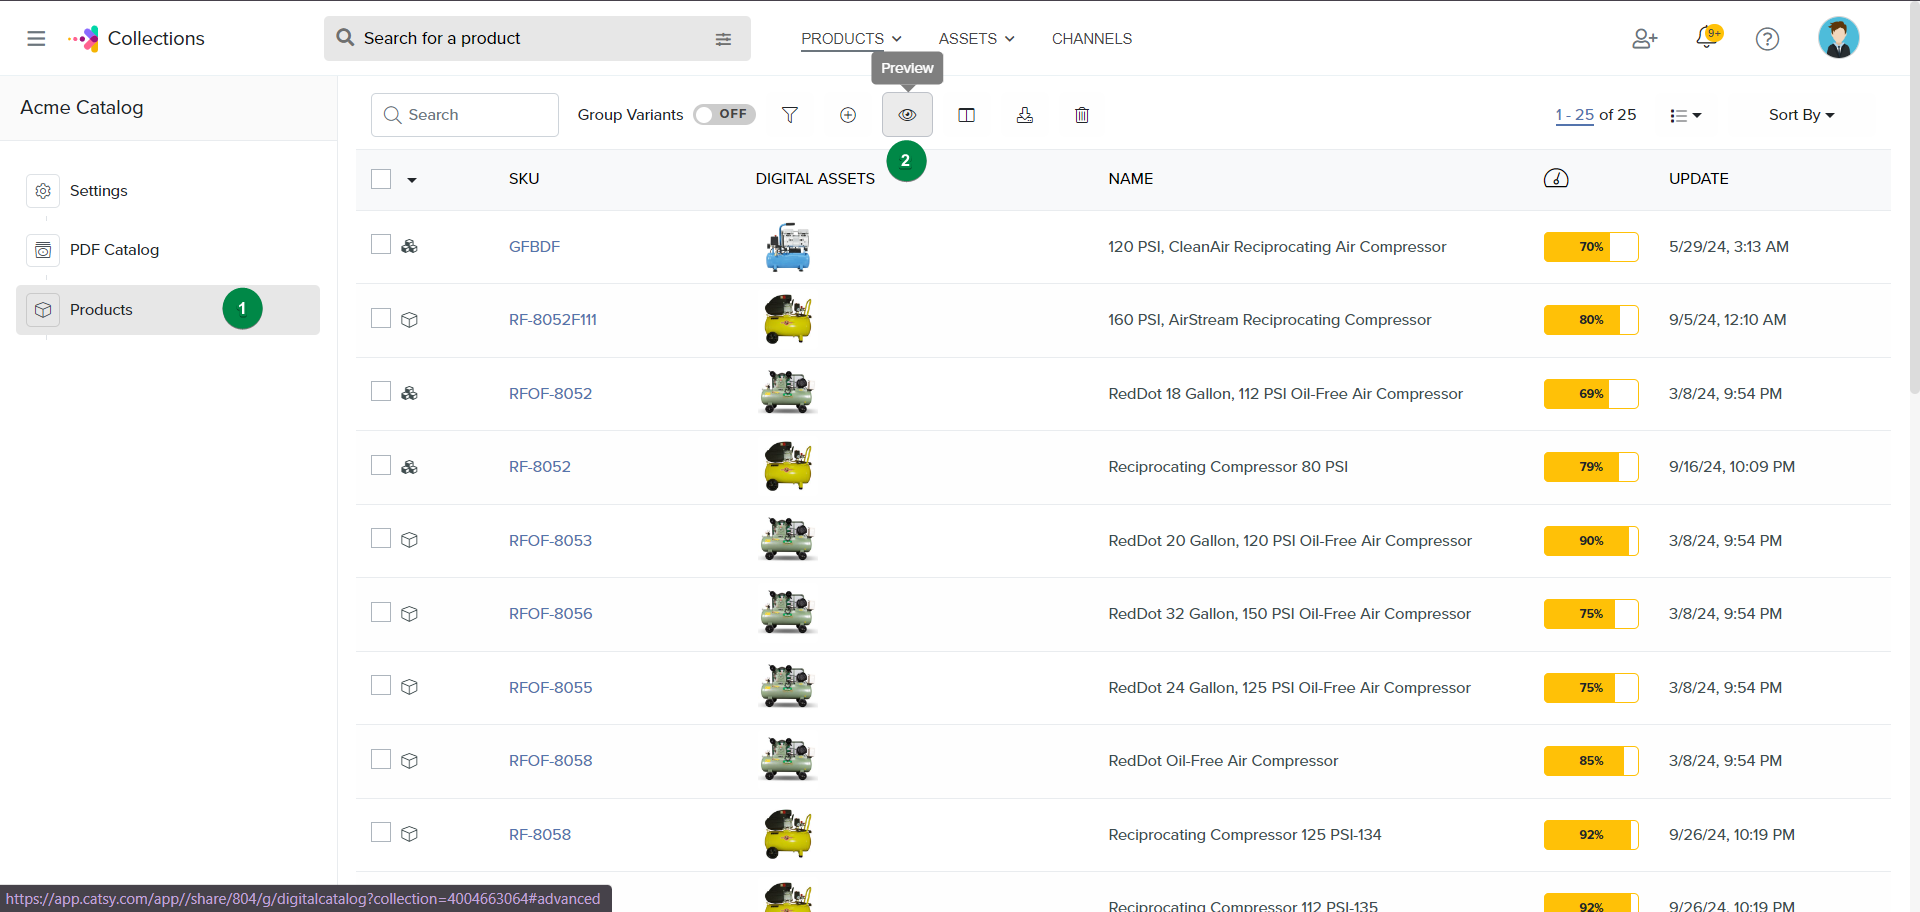 Collections
Search for a product
PRODUCTS
ASSETS
CHANNELS
9+
?
Preview
Acme Catalog
Search
Group Variants
OFF
1 - 25 of 25
Sort By
Settings
PDF Catalog
Products
1
2
SKU
DIGITAL ASSETS
NAME
UPDATE
GFBDF
120 PSI, CleanAir Reciprocating Air Compressor
70%
5/29/24, 3:13 AM
RF-8052F111
160 PSI, AirStream Reciprocating Compressor
80%
9/5/24, 12:10 AM
RFOF-8052
RedDot 18 Gallon, 112 PSI Oil-Free Air Compressor
69%
3/8/24, 9:54 PM
RF-8052
Reciprocating Compressor 80 PSI
79%
9/16/24, 10:09 PM
RFOF-8053
RedDot 20 Gallon, 120 PSI Oil-Free Air Compressor
90%
3/8/24, 9:54 PM
RFOF-8056
RedDot 32 Gallon, 150 PSI Oil-Free Air Compressor
75%
3/8/24, 9:54 PM
RFOF-8055
RedDot 24 Gallon, 125 PSI Oil-Free Air Compressor
75%
3/8/24, 9:54 PM
RFOF-8058
RedDot Oil-Free Air Compressor
85%
3/8/24, 9:54 PM
RF-8058
Reciprocating Compressor 125 PSI-134
92%
9/26/24, 10:19 PM
Reciprocating Compressor 112 PSI-135
92%
9/26/24, 10:19 PM
https://app.catsy.com/app//share/804/g/digitalcatalog?collection=4004663064#advanced